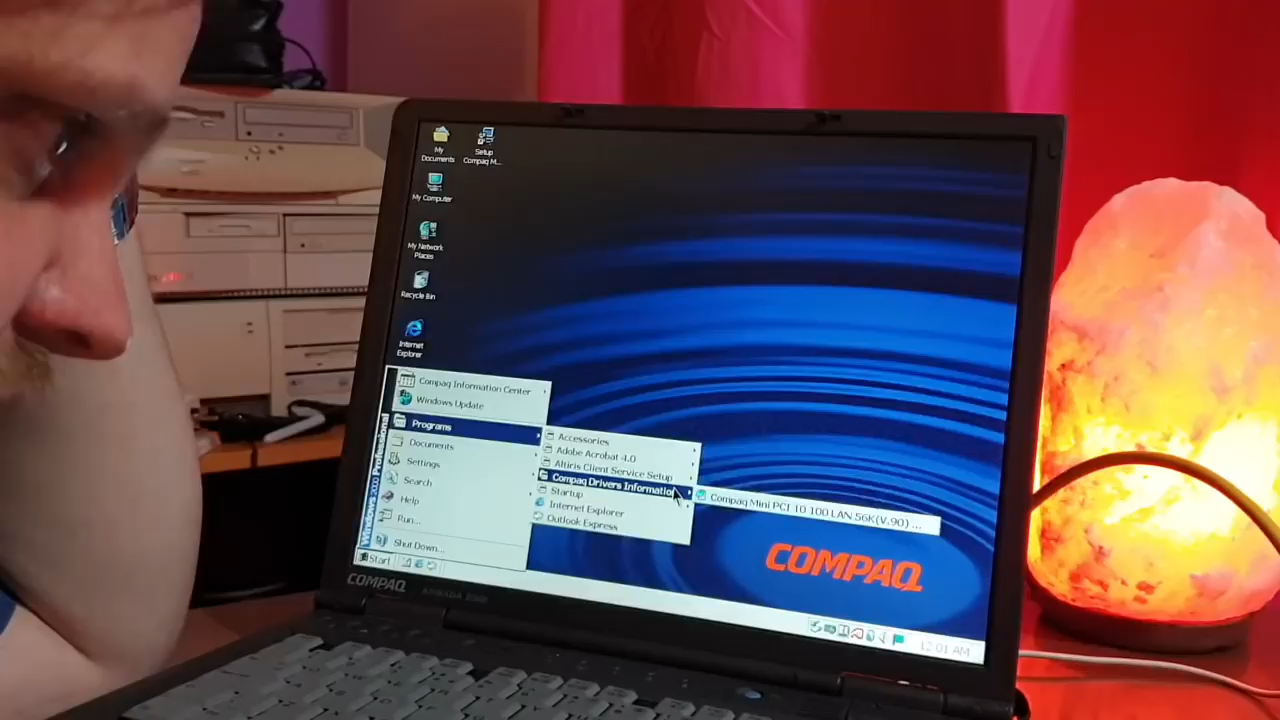 My
Documents
Setup
Compaq M...
My Computer
My Network
Places
Recycle Bin
Internet
Explorer
Compaq Information Center
Windows Update
Programs
Documents
Settings
Search
Help
Run...
Shut Down...
Windows 2000 Professional
Accessories
Adobe Acrobat 4.0
Altiris Client Service Setup
Compaq Drivers Information
Startup
Internet Explorer
Outlook Express
Compaq Mini PCI 10 100 LAN 56K(V.90) ...
COMPAQ
Start
12:01 AM
COMPAQ
ARMADA